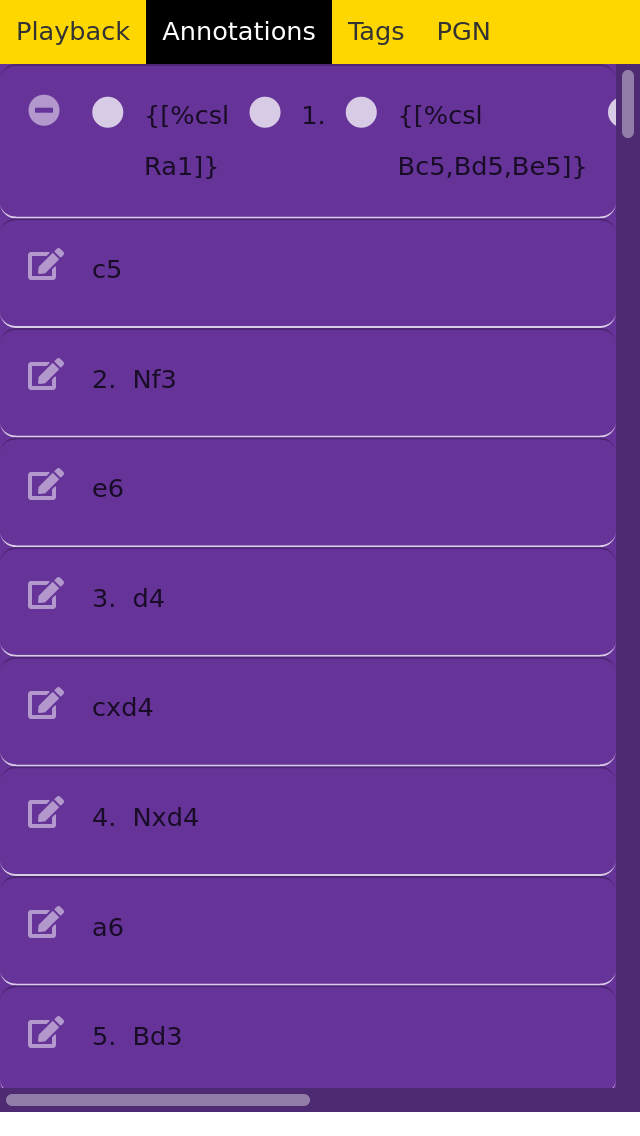 Playback Annotations Tags PGN
{[%csl 1. {[%csl
Ra1]} Bc5,Bd5,Be5]}
c5
2. Nf3
e6
3. d4
cxd4
4. Nxd4
a6
5. Bd3